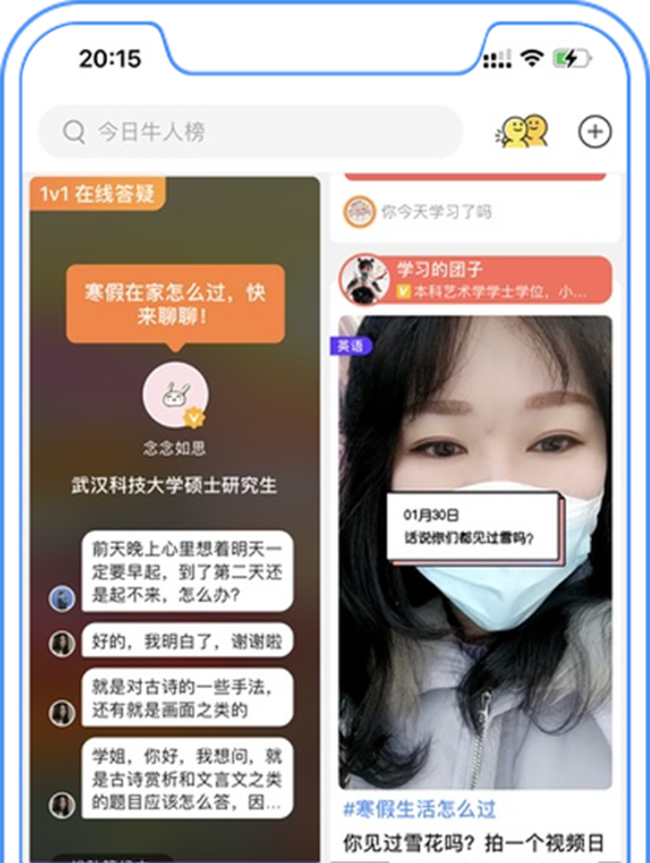 20:15
今日牛人榜
1v1 在线答疑
寒假在家怎么过，快
来聊聊！
念念如思
武汉科技大学硕士研究生
前天晚上心里想着明天一
定要早起，到了第二天还
是起不来，怎么办？
好的，我明白了，谢谢啦
就是对古诗的一些手法，
还有就是画面之类的
学姐，你好，我想问，就
是古诗赏析和文言文之类
的题目应该怎么答，因...
你今天学习了吗
学习的团子
本科艺术学学士学位，小...
英语
01月30日
话说你们都见过雪吗？
#寒假生活怎么过
你见过雪花吗？拍一个视频日